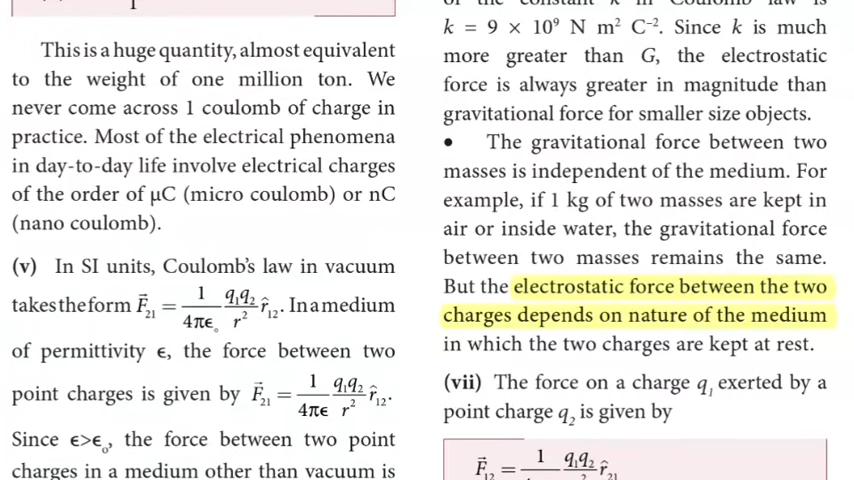 This is a huge quantity, almost equivalent
to the weight of one million ton. We
never come across 1 coulomb of charge in
practice. Most of the electrical phenomena
in day-to-day life involve electrical charges
of the order of μC (micro coulomb) or nC
(nano coulomb).
(v) In SI units, Coulomb's law in vacuum
takes the form F⃗₂₁ = 1/4πϵ₀ q₁q₂/r² r̂₁₂. In a medium
of permittivity ϵ, the force between two
point charges is given by F⃗₂₁ = 1/4πϵ q₁q₂/r² r̂₁₂.
Since ϵ>ϵ₀, the force between two point
charges in a medium other than vacuum is
k = 9 × 10⁹ N m² C⁻². Since k is much
more greater than G, the electrostatic
force is always greater in magnitude than
gravitational force for smaller size objects.
• The gravitational force between two
masses is independent of the medium. For
example, if 1 kg of two masses are kept in
air or inside water, the gravitational force
between two masses remains the same.
But the electrostatic force between the two
charges depends on nature of the medium
in which the two charges are kept at rest.
(vii) The force on a charge q₁ exerted by a
point charge q₂ is given by
F⃗₁₂ = 1 q₁q₂ r̂₂₁